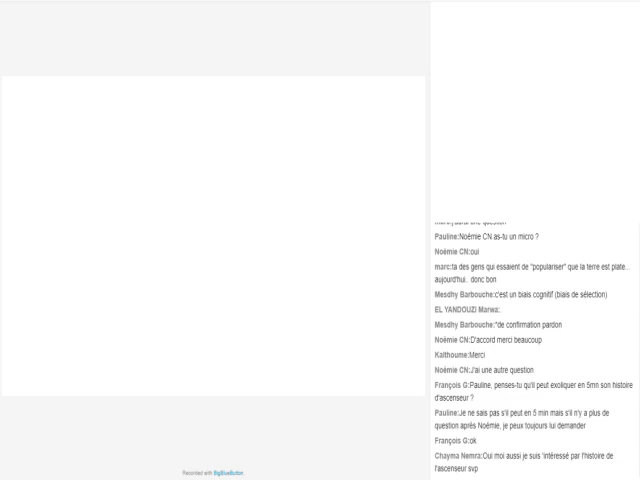 une question
Pauline:Noémie CN as-tu un micro ?
Noémie CN:oui
marc:ta des gens qui essaient de "populariser" que la terre est plate..
aujourd'hui.. donc bon
Mesdhy Barbouche:c'est un biais cognitif (biais de sélection)
EL YANDOUZI Marwa:.
Mesdhy Barbouche:*de confirmation pardon
Noémie CN:D'accord merci beaucoup
Kalthoume:Merci
Noémie CN:J'ai une autre question
François G:Pauline, penses-tu qu'il peut exoliquer en 5mn son histoire
d'ascenseur ?
Pauline:Je ne sais pas s'il peut en 5 min mais s'il n'y a plus de
question après Noémie, je peux toujours lui demander
François G:ok
Chayma Nemra:Oui moi aussi je suis 'intéressé par l'histoire de
l'ascenseur svp
Recorded with BigBlueButton.